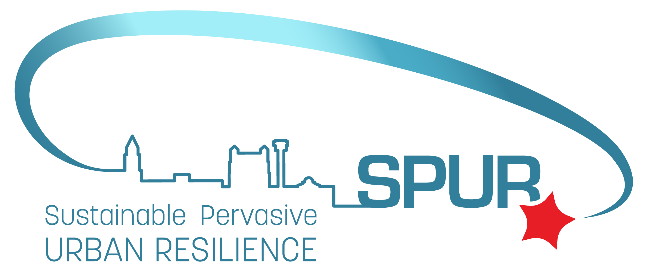 SPUR
Sustainable Pervasive
URBAN RESILIENCE